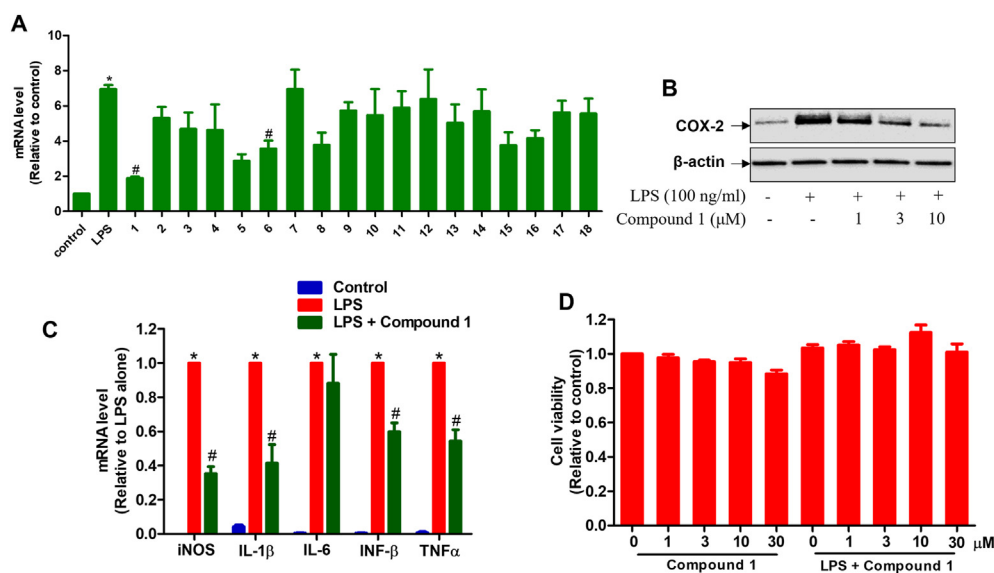 A
mRNA level
(Relative to control)
10
8
6
4
2
0
*
#
#
control LPS 1 2 3 4 5 6 7 8 9 10 11 12 13 14 15 16 17 18
B
COX-2
β-actin
LPS (100 ng/ml) - + + + +
Compound 1 (μM) - - 1 3 10
C
Control
LPS
LPS + Compound 1
mRNA level
(Relative to LPS alone)
1.2
1.0
0.8
0.6
0.4
0.2
0.0
* * * * *
# # # #
iNOS IL-1β IL-6 INF-β TNFα
D
Cell viability
(Relative to control)
1.2
1.0
0.8
0.6
0.4
0.2
0.0
0 1 3 10 30 0 1 3 10 30 μM
Compound 1 LPS + Compound 1